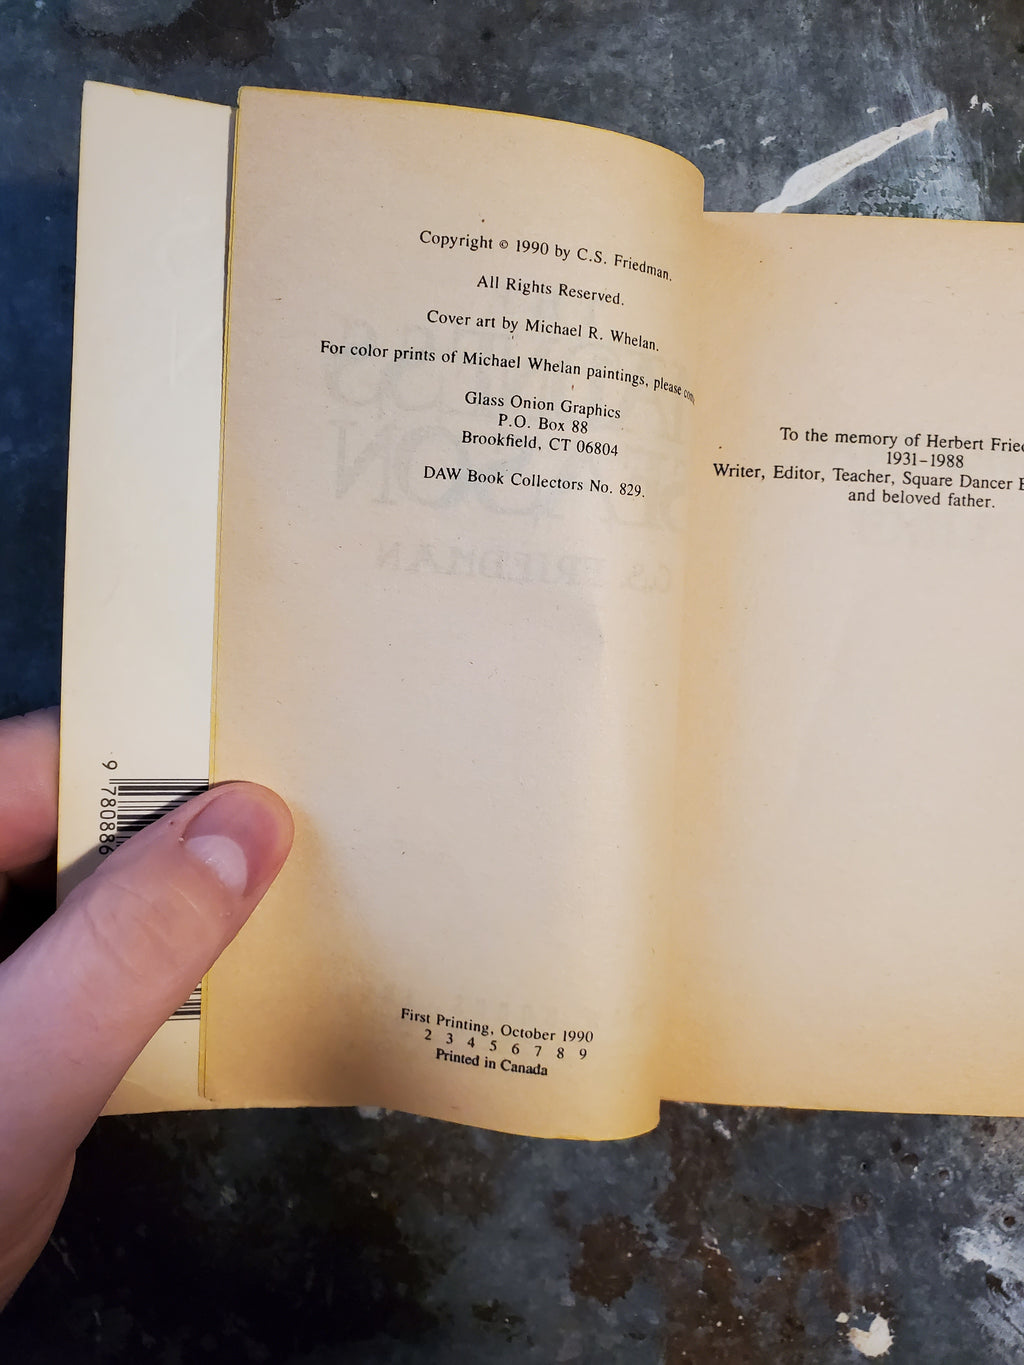 Copyright © 1990 by C.S. Friedman.
All Rights Reserved.
Cover art by Michael R. Whelan.
For color prints of Michael Whelan paintings, please
Glass Onion Graphics
P.O. Box 88
Brookfield, CT 06804
DAW Book Collectors No. 829.
First Printing, October 1990
2 3 4 5 6 7 8 9
Printed in Canada
To the memory of Herbert
1931–1988
Writer, Editor, Teacher, Square Dancer
and beloved father.
9 780886